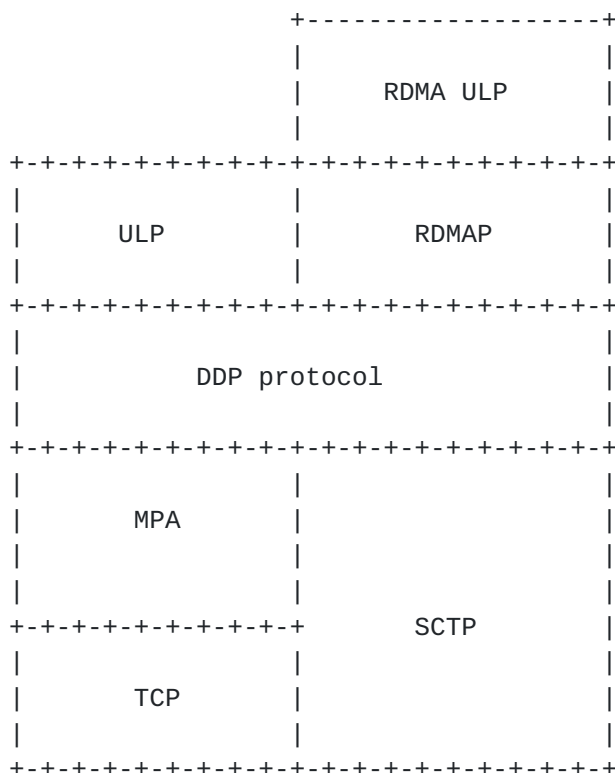 RDMA ULP
ULP RDMAP
DDP protocol
MPA
SCTP
TCP